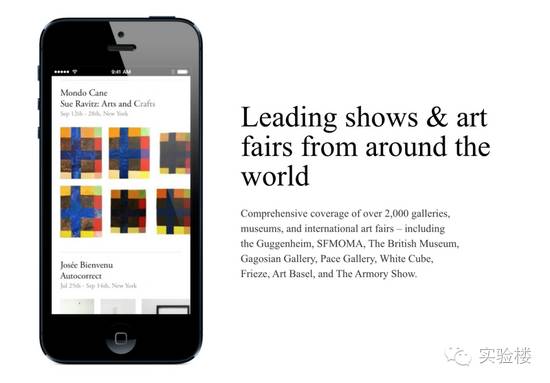 9:41 AM
Mondo Cane
Sue Ravitz: Arts and Crafts
Sep 12th - 28th, New York
Josée Bienvenu
Autocorrect
Jul 25th - Sep 14th, New York
Leading shows & art
fairs from around the
world
Comprehensive coverage of over 2,000 galleries,
museums, and international art fairs – including
the Guggenheim, SFMOMA, The British Museum,
Gagosian Gallery, Pace Gallery, White Cube,
Frieze, Art Basel, and The Armory Show.
实验楼